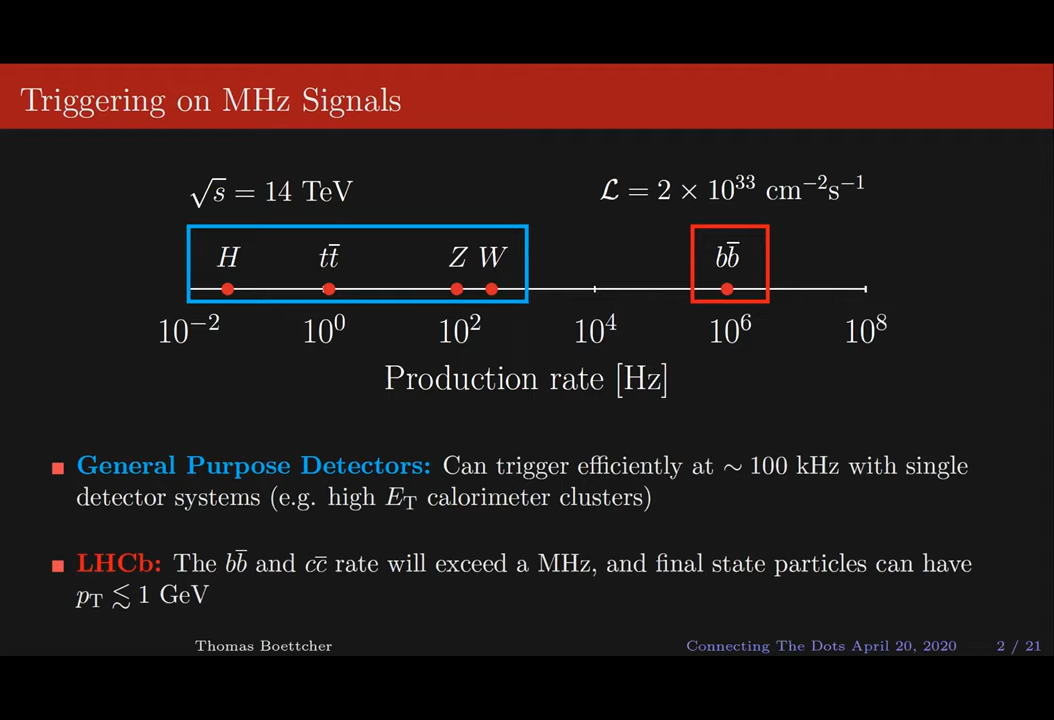 Triggering on MHz Signals
√s = 14 TeV
ℒ = 2 × 10³³ cm⁻²s⁻¹
H tt̅ Z W bb̅
10⁻² 10⁰ 10² 10⁴ 10⁶ 10⁸
Production rate [Hz]
General Purpose Detectors: Can trigger efficiently at ∼ 100 kHz with single
detector systems (e.g. high E_T calorimeter clusters)
LHCb: The bb̅ and cc̅ rate will exceed a MHz, and final state particles can have
p_T ≲ 1 GeV
Thomas Boettcher
Connecting The Dots April 20, 2020 2 / 21